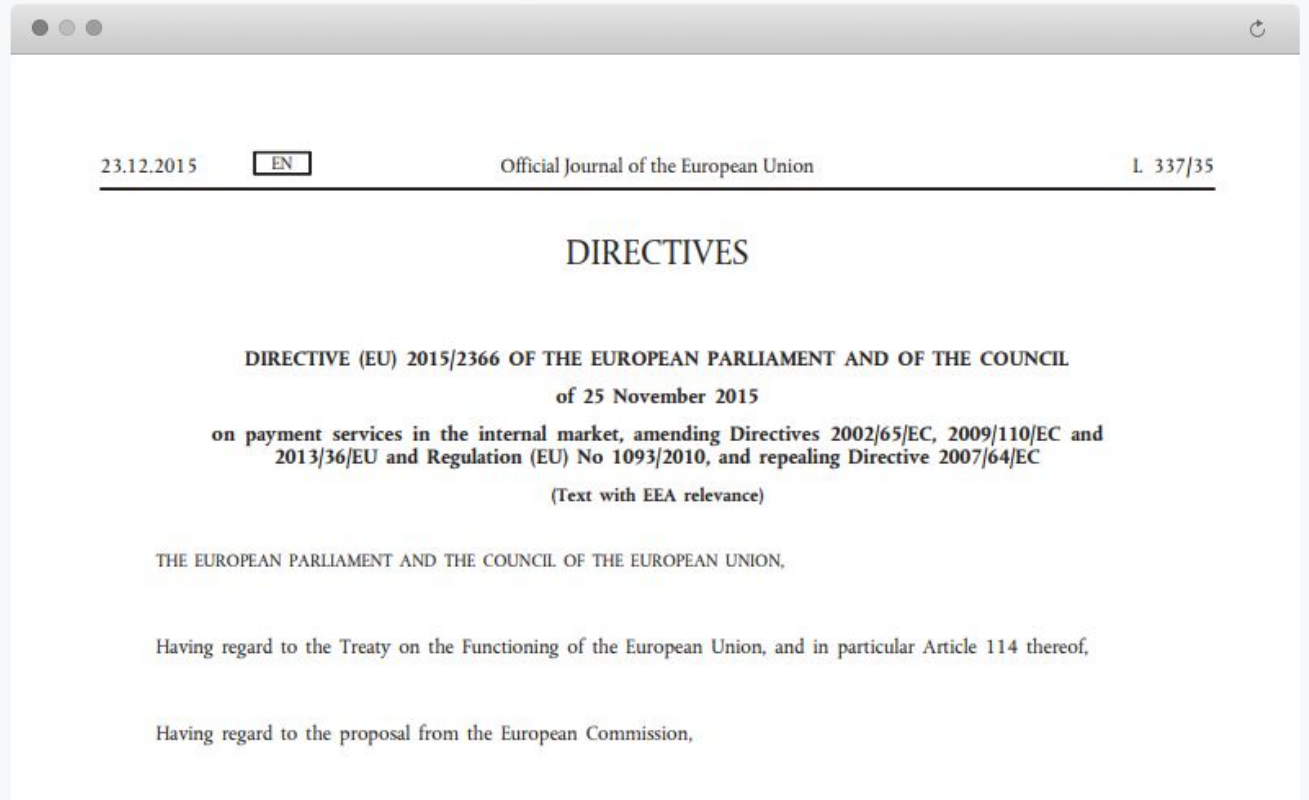 23.12.2015 EN Official Journal of the European Union L 337/35
DIRECTIVES
DIRECTIVE (EU) 2015/2366 OF THE EUROPEAN PARLIAMENT AND OF THE COUNCIL
of 25 November 2015
on payment services in the internal market, amending Directives 2002/65/EC, 2009/110/EC and
2013/36/EU and Regulation (EU) No 1093/2010, and repealing Directive 2007/64/EC
(Text with EEA relevance)
THE EUROPEAN PARLIAMENT AND THE COUNCIL OF THE EUROPEAN UNION,
Having regard to the Treaty on the Functioning of the European Union, and in particular Article 114 thereof,
Having regard to the proposal from the European Commission,